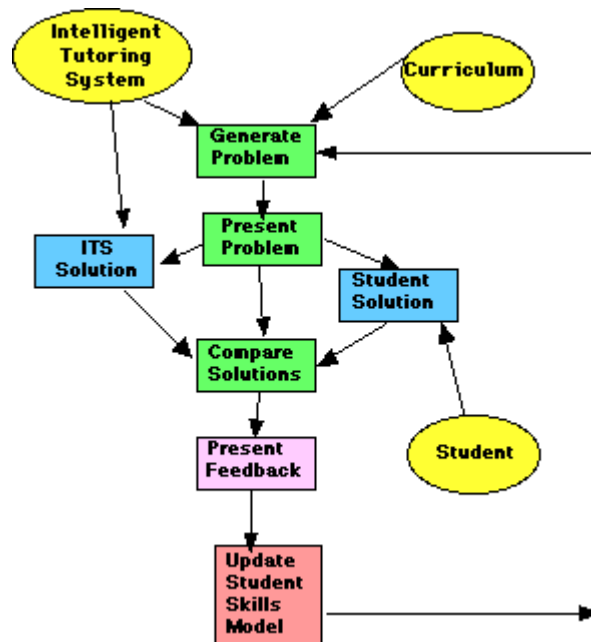 Intelligent
Tutoring
System
Curriculum
Generate
Problem
Present
Problem
ITS
Solution
Student
Solution
Compare
Solutions
Present
Feedback
Student
Update
Student
Skills
Model